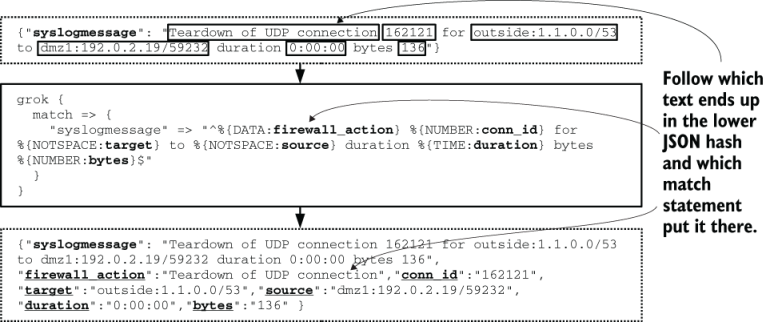 {"syslogmessage": "Teardown of UDP connection 162121 for outside:1.1.0.0/53
to dmz1:192.0.2.19/59232 duration 0:00:00 bytes 136"}
grok {
match => {
"syslogmessage" => "^%{DATA:firewall_action} %{NUMBER:conn_id} for
%{NOTSPACE:target} to %{NOTSPACE:source} duration %{TIME:duration} bytes
%{NUMBER:bytes}$"
}
}
{"syslogmessage": "Teardown of UDP connection 162121 for outside:1.1.0.0/53
to dmz1:192.0.2.19/59232 duration 0:00:00 bytes 136",
"firewall_action":"Teardown of UDP connection","conn_id":"162121",
"target":"outside:1.1.0.0/53","source":"dmz1:192.0.2.19/59232",
"duration":"0:00:00","bytes":"136" }
Follow which
text ends up
in the lower
JSON hash
and which
match
statement
put it there.